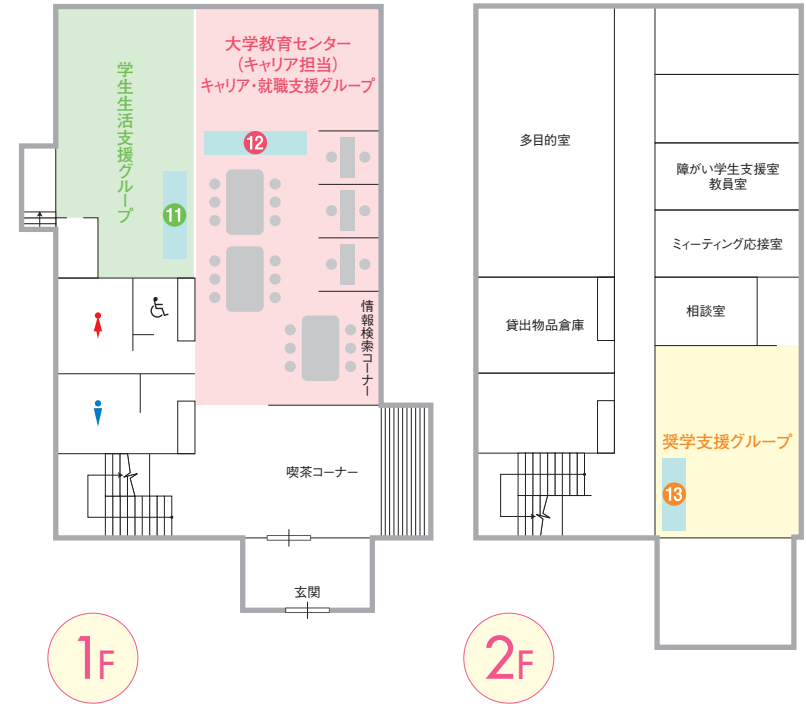 学生生活支援グループ
11
大学教育センター
(キャリア担当)
キャリア・就職支援グループ
12
情報検索コーナー
喫茶コーナー
玄関
1F
多目的室
障がい学生支援室
教員室
ミィーティング応接室
相談室
貸出物品倉庫
奨学支援グループ
13
2F